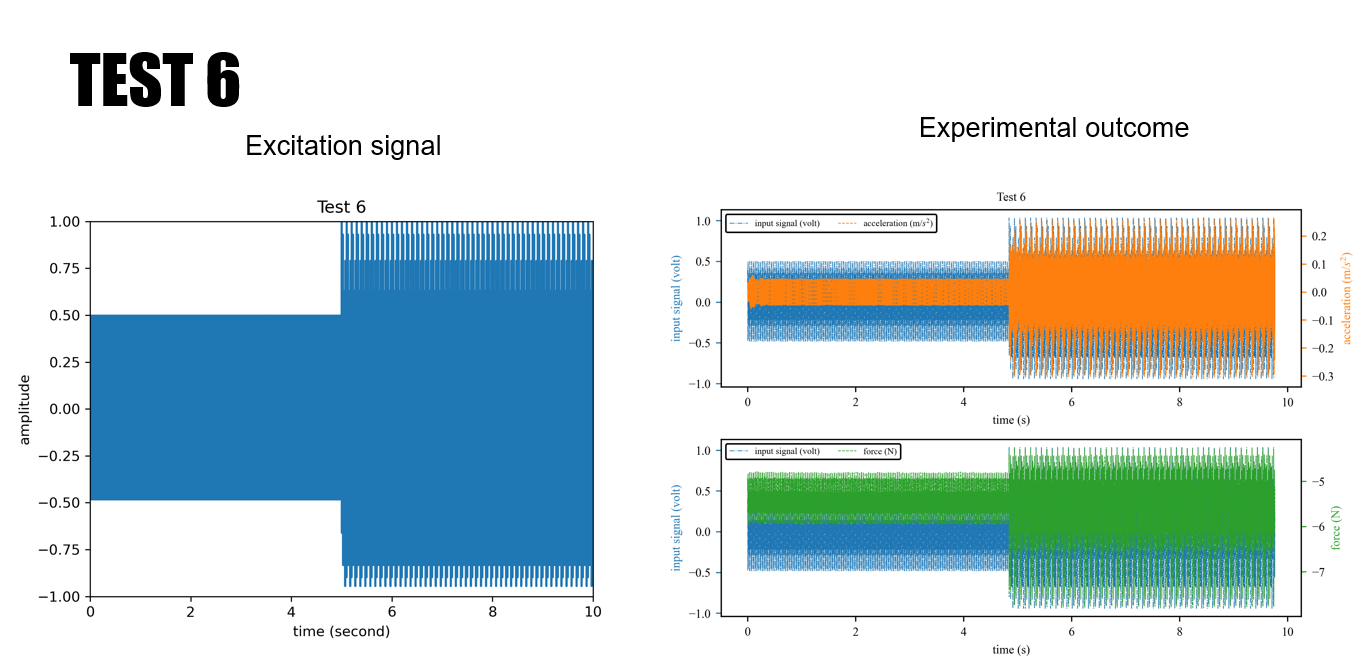 TEST 6
Excitation signal
Experimental outcome
Test 6
1.00
0.75
0.50
0.25
0.00
−0.25
−0.50
−0.75
−1.00
amplitude
0 2 4 6 8 10
time (second)
Test 6
input signal (volt) acceleration (m/s²)
1.0
0.5
0.0
−0.5
−1.0
input signal (volt)
0.2
0.1
0.0
−0.1
−0.2
−0.3
acceleration (m/s²)
0 2 4 6 8 10
time (s)
input signal (volt) force (N)
1.0
0.5
0.0
−0.5
−1.0
input signal (volt)
−5
−6
−7
force (N)
0 2 4 6 8 10
time (s)